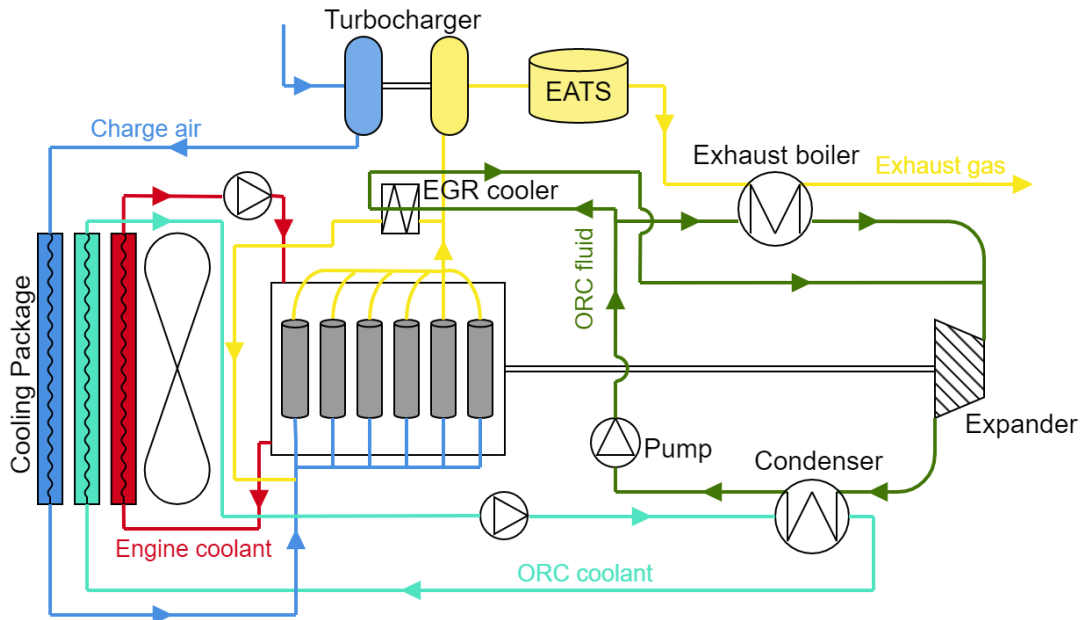 Turbocharger
EATS
Charge air
Exhaust boiler
Exhaust gas
EGR cooler
ORC fluid
Cooling Package
Expander
Pump
Condenser
Engine coolant
ORC coolant